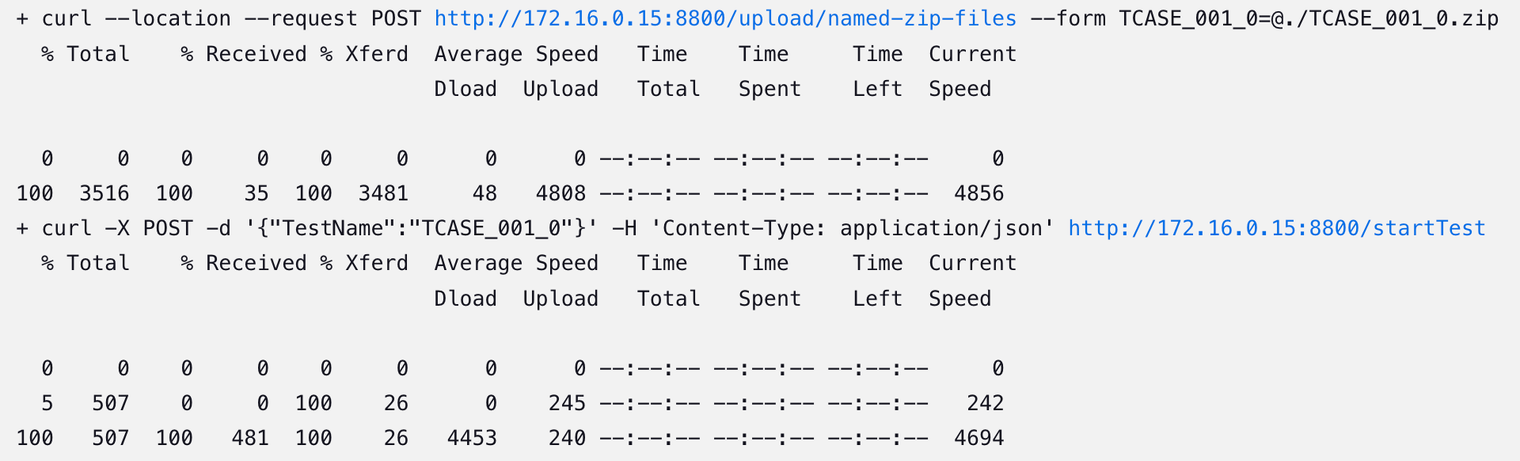 + curl --location --request POST http://172.16.0.15:8800/upload/named-zip-files --form TCASE_001_0=@./TCASE_001_0.zip
  % Total    % Received % Xferd  Average Speed   Time    Time     Time  Current
                                 Dload  Upload   Total   Spent    Left  Speed
  0     0    0     0    0     0      0      0 --:--:-- --:--:-- --:--:--     0
100  3516  100    35  100  3481     48   4808 --:--:-- --:--:-- --:--:--  4856
+ curl -X POST -d '{"TestName":"TCASE_001_0"}' -H 'Content-Type: application/json' http://172.16.0.15:8800/startTest
  % Total    % Received % Xferd  Average Speed   Time    Time     Time  Current
                                 Dload  Upload   Total   Spent    Left  Speed
  0     0    0     0    0     0      0      0 --:--:-- --:--:-- --:--:--     0
  5   507    0     0  100    26      0    245 --:--:-- --:--:-- --:--:--   242
100   507  100   481  100    26   4453    240 --:--:-- --:--:-- --:--:--  4694